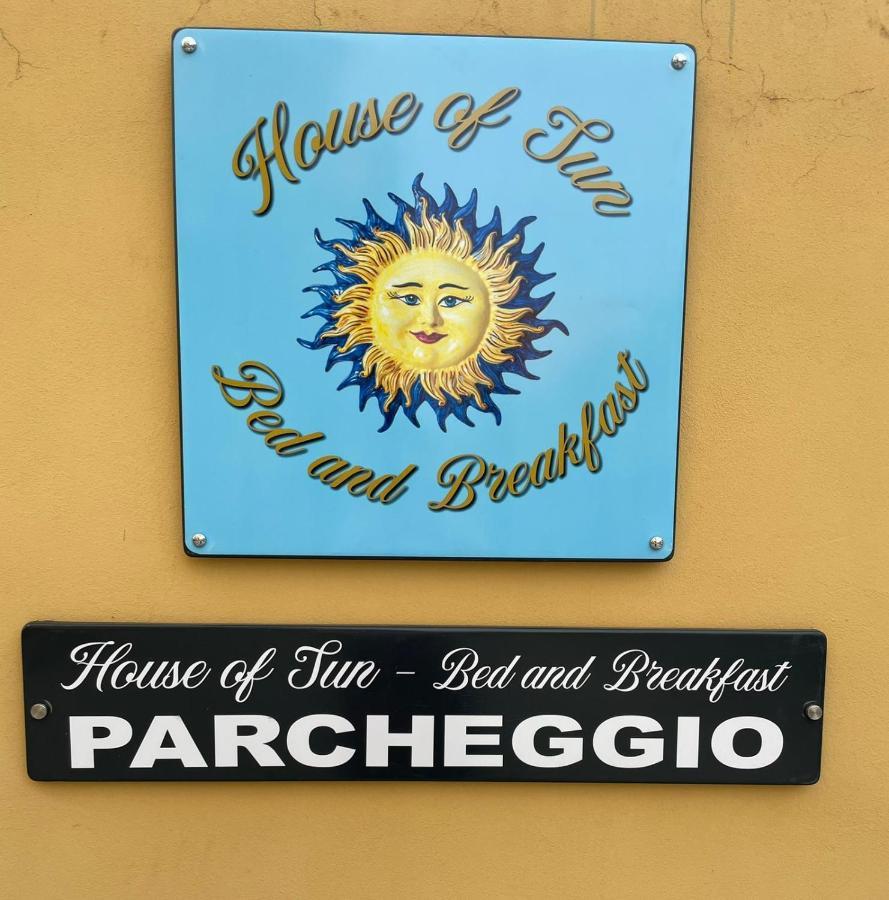 House of Sun
Bed and Breakfast
House of Sun - Bed and Breakfast
PARCHEGGIO